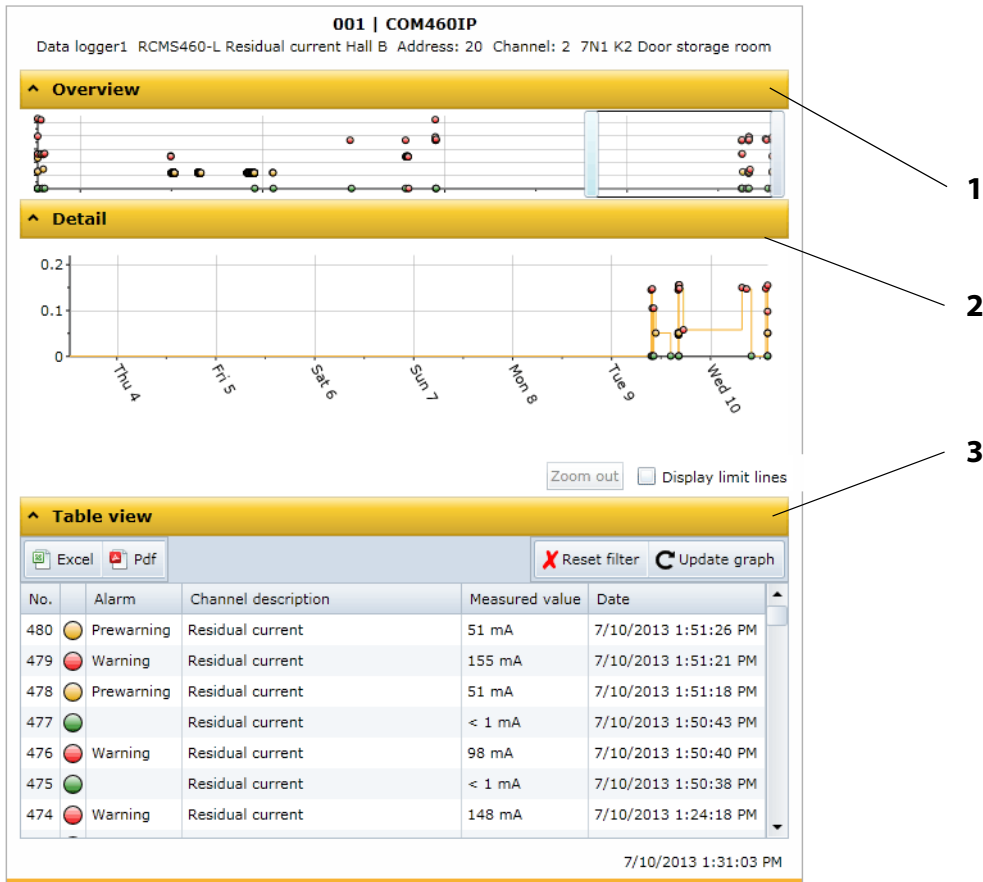 001 | COM460IP
Data logger1 RCMS460-L Residual current Hall B Address: 20 Channel: 2 7N1 K2 Door storage room
Overview
1
Detail
2
0.2
0.1
0
Thu 4
Fri 5
Sat 6
Sun 7
Mon 8
Tue 9
Wed 10
3
Zoom out Display limit lines
Table view
Excel Pdf Reset filter Update graph
No. Alarm Channel description Measured value Date
480 Prewarning Residual current 51 mA 7/10/2013 1:51:26 PM
479 Warning Residual current 155 mA 7/10/2013 1:51:21 PM
478 Prewarning Residual current 51 mA 7/10/2013 1:51:18 PM
477 Residual current < 1 mA 7/10/2013 1:50:43 PM
476 Warning Residual current 98 mA 7/10/2013 1:50:40 PM
475 Residual current < 1 mA 7/10/2013 1:50:38 PM
474 Warning Residual current 148 mA 7/10/2013 1:24:18 PM
7/10/2013 1:31:03 PM